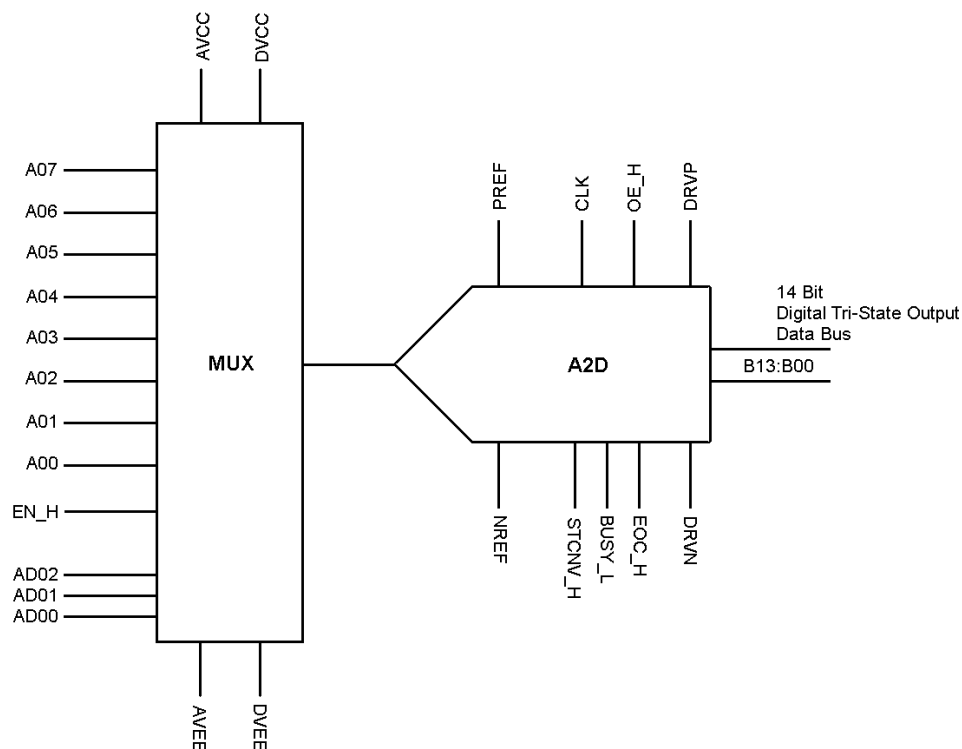 AVCC
DVCC
A07
A06
A05
A04
A03
A02
A01
A00
EN_H
AD02
AD01
AD00
MUX
AVEE
DVEE
PREF
CLK
OE_H
DRVP
A2D
14 Bit
Digital Tri-State Output
Data Bus
B13:B00
NREF
STCNV_H
BUSY_L
EOC_H
DRVN